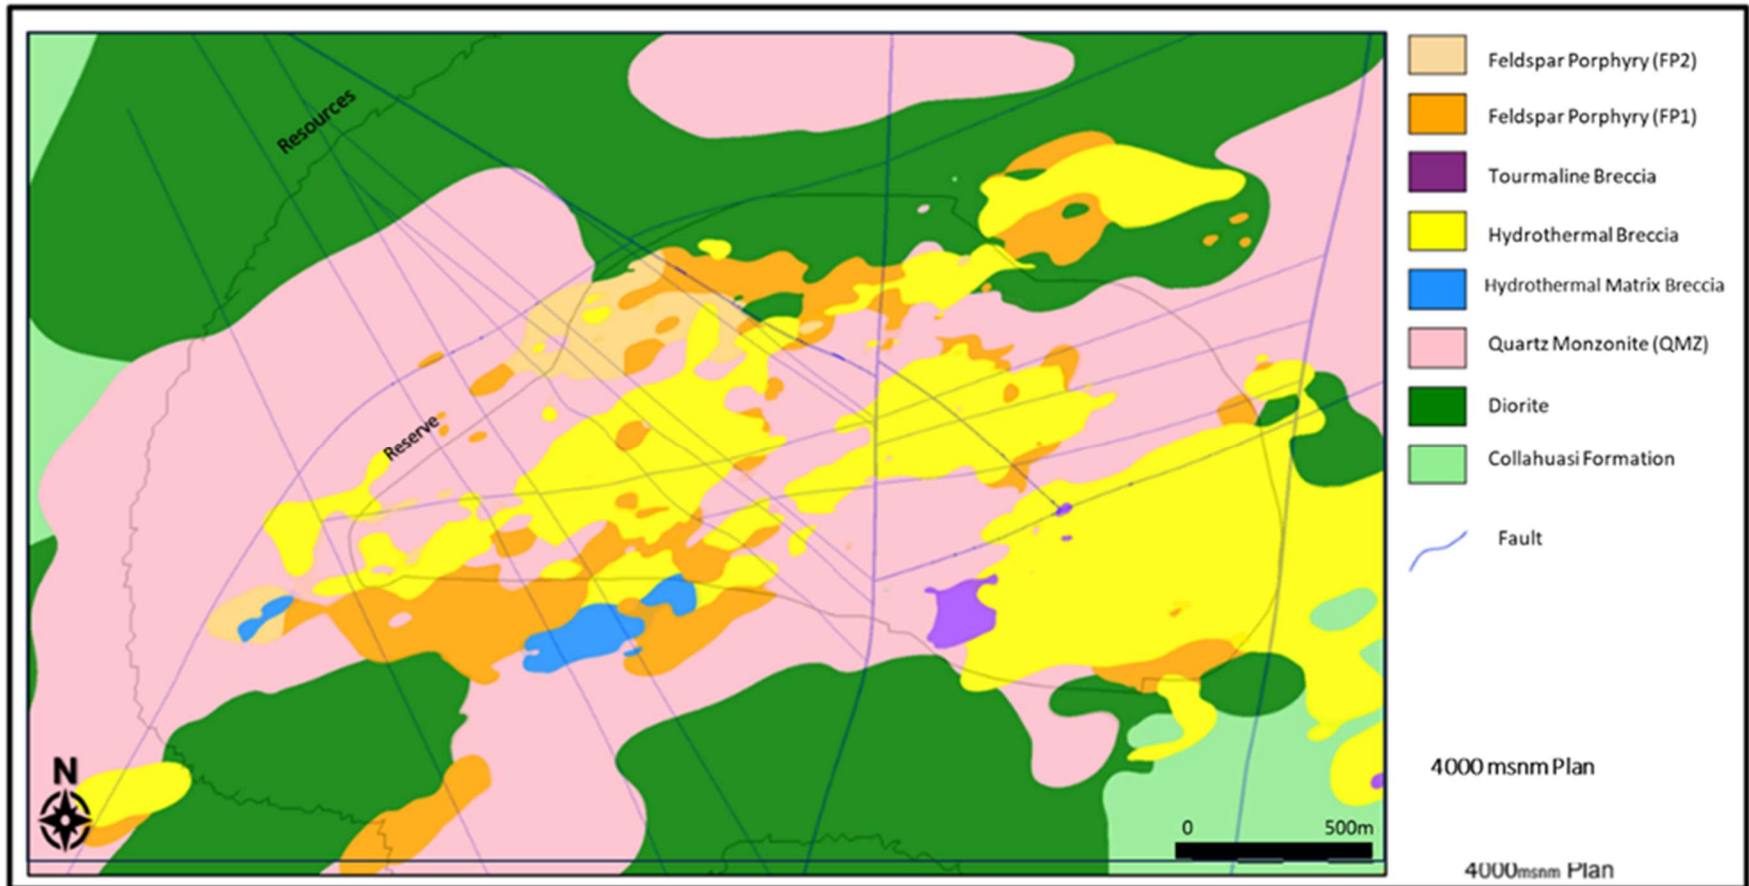 Resources
Reserve
N
0 500m
Feldspar Porphyry (FP2)
Feldspar Porphyry (FP1)
Tourmaline Breccia
Hydrothermal Breccia
Hydrothermal Matrix Breccia
Quartz Monzonite (QMZ)
Diorite
Collahuasi Formation
Fault
4000 msnm Plan
4000msnm Plan